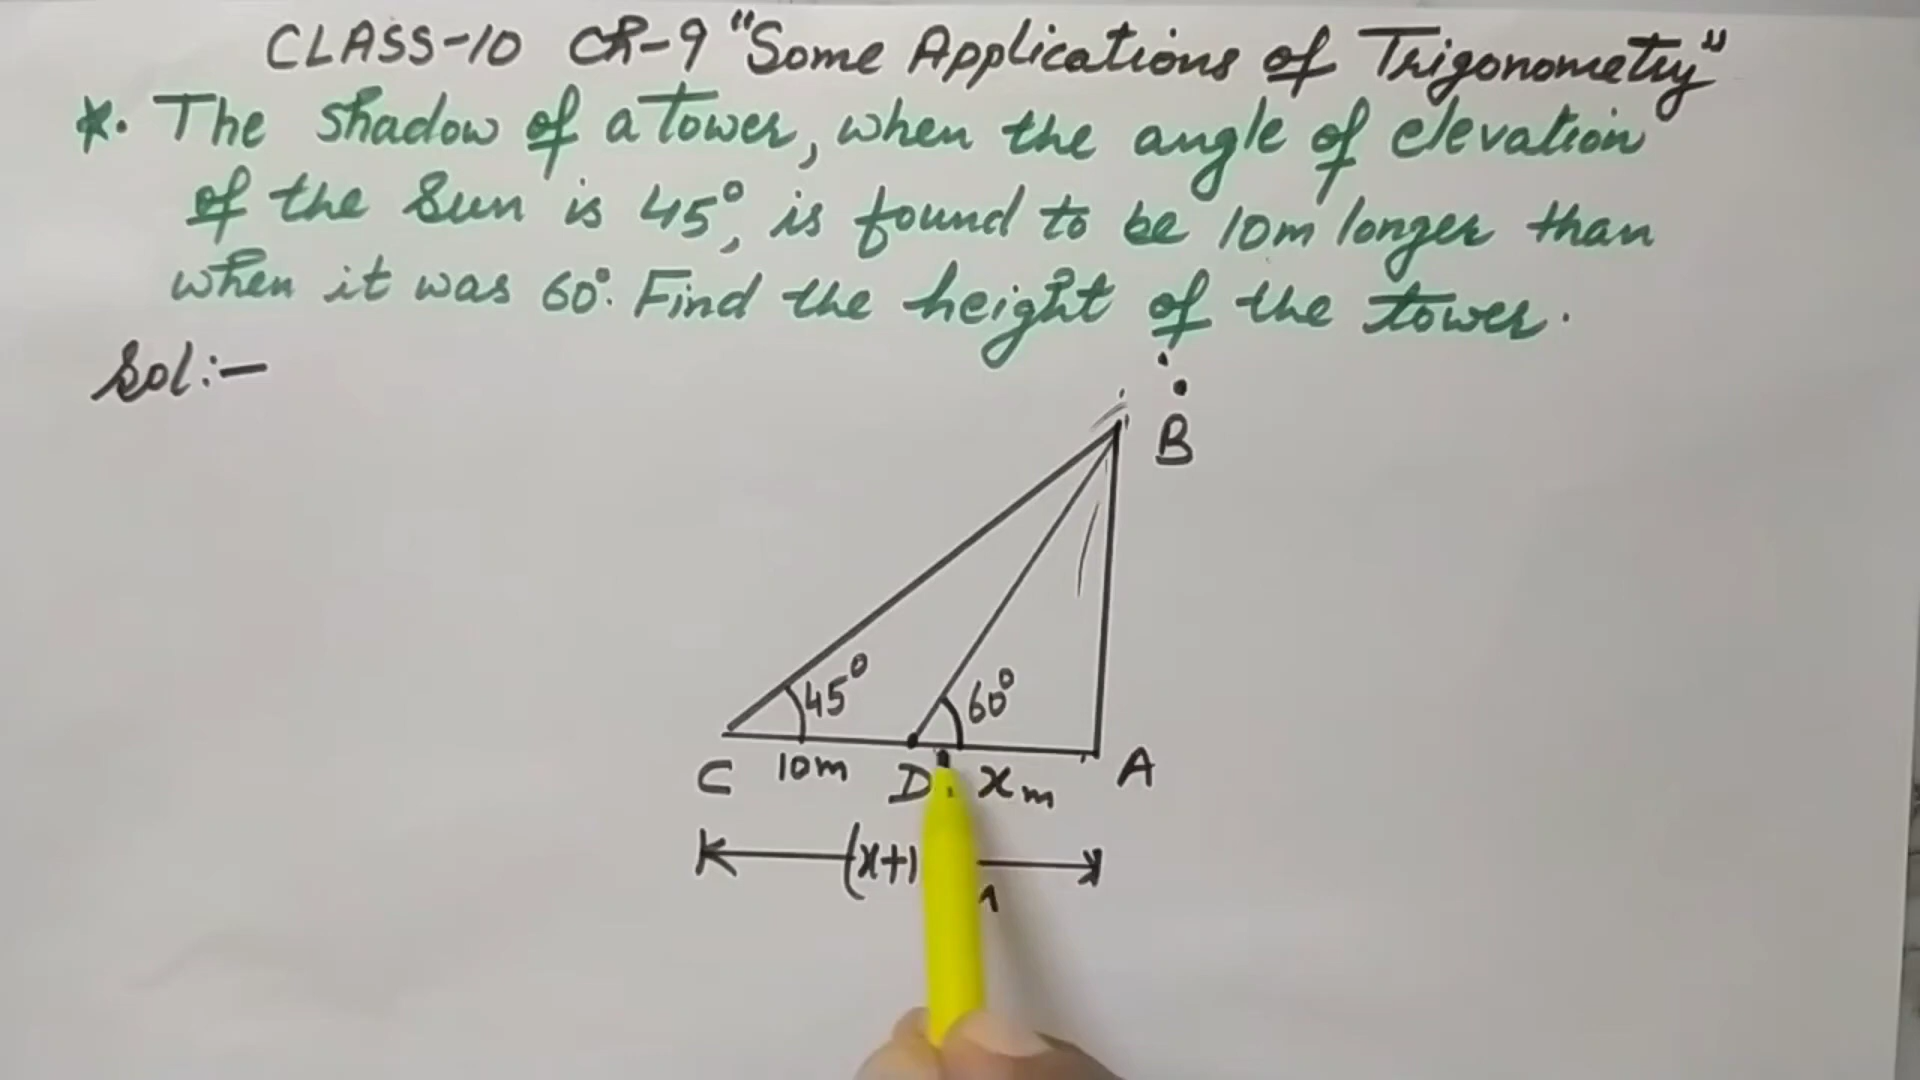 CLASS-10 Ch-9 "Some Applications of Trigonometry"
*. The shadow of a Tower, when the angle of elevation
of the Sun is 45°, is found to be 10m longer than
when it was 60°. Find the height of the tower.
Sol:-
B
45°
60°
C 10m D x m A
(x+1